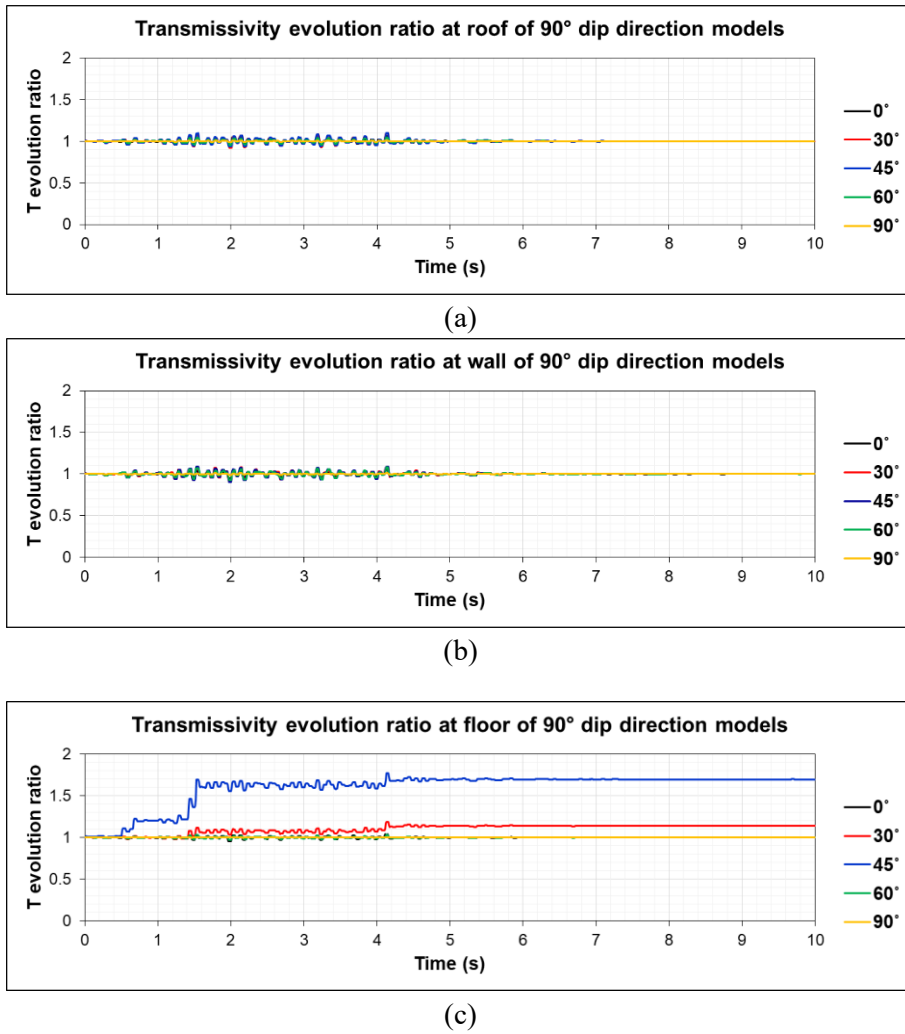 Transmissivity evolution ratio at roof of 90° dip direction models
T evolution ratio
2
1.5
1
0.5
0
0 1 2 3 4 5 6 7 8 9 10
Time (s)
0˚
30˚
45˚
60˚
90˚
(a)
Transmissivity evolution ratio at wall of 90° dip direction models
T evolution ratio
2
1.5
1
0.5
0
0 1 2 3 4 5 6 7 8 9 10
Time (s)
0˚
30˚
45˚
60˚
90˚
(b)
Transmissivity evolution ratio at floor of 90° dip direction models
T evolution ratio
2
1.5
1
0.5
0
0 1 2 3 4 5 6 7 8 9 10
Time (s)
0˚
30˚
45˚
60˚
90˚
(c)